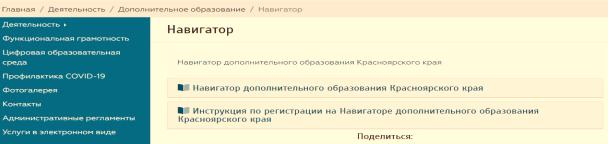 Главная / Деятельность / Дополнительное образование / Навигатор
Деятельность
Функциональная грамотность
Цифровая образовательная
среда
Профилактика COVID-19
Фотогалерея
Контакты
Административные регламенты
Услуги в электронном виде
Навигатор
Навигатор дополнительного образования Красноярского края
Навигатор дополнительного образования Красноярского края
Инструкция по регистрации на Навигаторе дополнительного образования
Красноярского края
Поделиться: